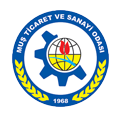 MUŞ TİCARET VE SANAYİ ODASI
1968